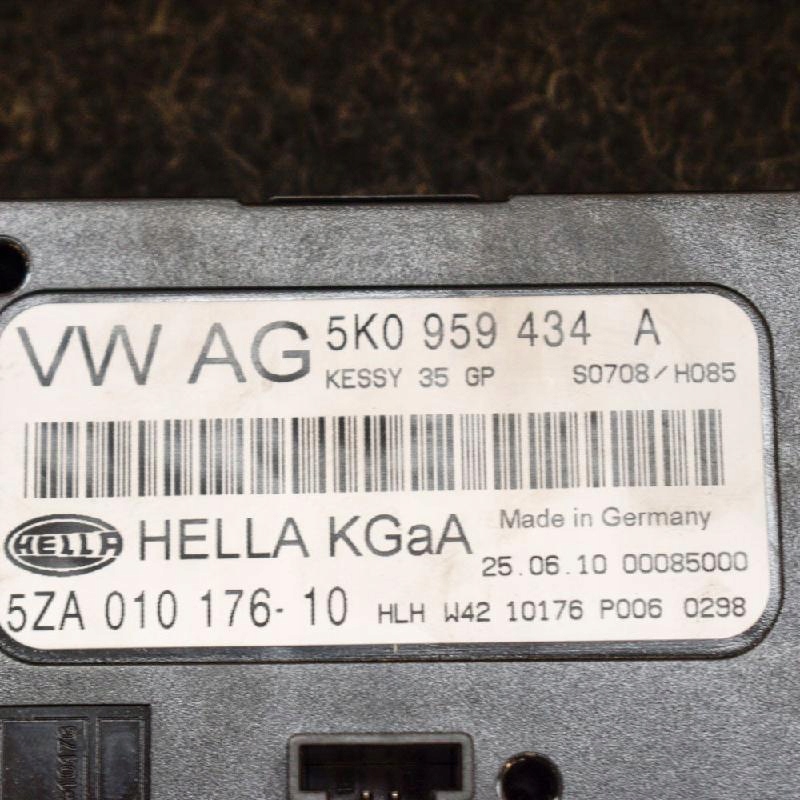 VW AG 5K0 959 434 A
KESSY 35 GP S0708/H085
HELLA HELLA KGaA Made in Germany
25.06.10 00085000
5ZA 010 176-10 HLH W42 10176 P006 0298